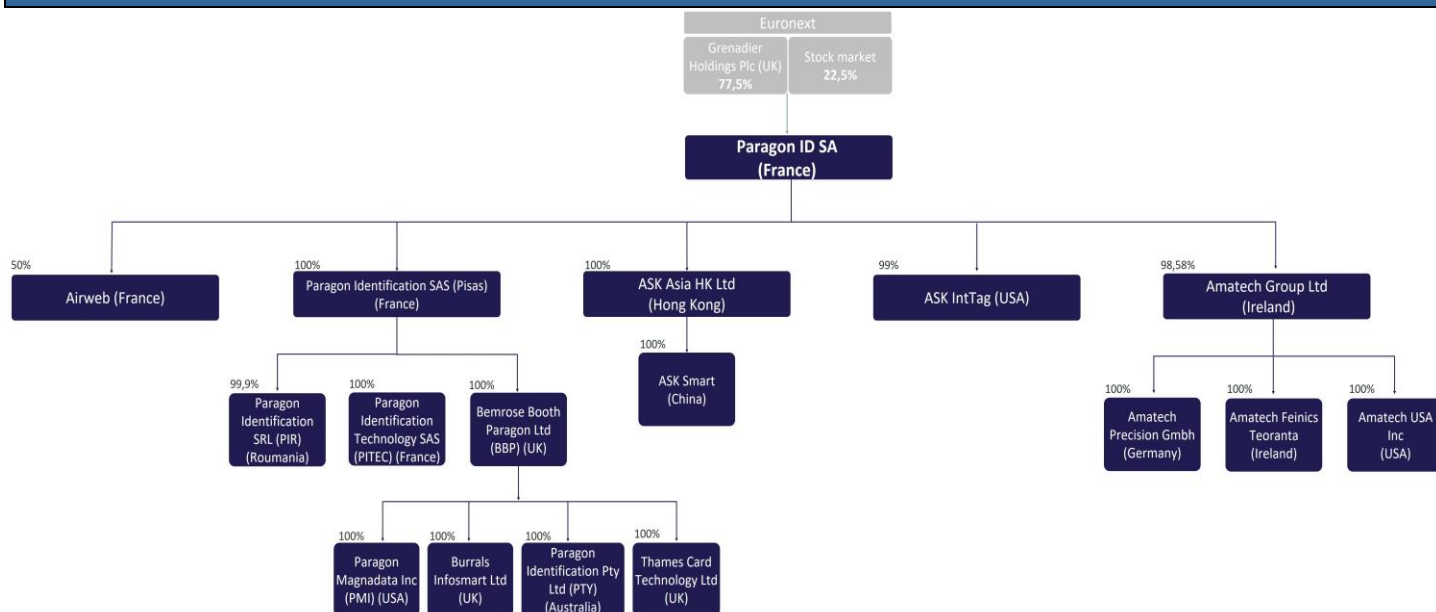 Euronext
Grenadier
Holdings Plc (UK)
77,5%
Stock market
22,5%
Paragon ID SA
(France)
50%
Airweb (France)
100%
Paragon Identification SAS (Pisas)
(France)
100%
ASK Asia HK Ltd
(Hong Kong)
99%
ASK IntTag (USA)
98,58%
Amatech Group Ltd
(Ireland)
99,9%
Paragon
Identification
SRL (PIR)
(Roumania)
100%
Paragon
Identification
Technology SAS
(PITEC) (France)
100%
Bemrose Booth
Paragon Ltd
(BBP) (UK)
100%
ASK Smart
(China)
100%
Amatech
Precision Gmbh
(Germany)
100%
Amatech Feinics
Teoranta
(Ireland)
100%
Amatech USA
Inc
(USA)
100%
Paragon
Magnadata Inc
(PMI) (USA)
100%
Burrals
Infosmart Ltd
(UK)
100%
Paragon
Identification Pty
Ltd (PTY)
(Australia)
100%
Thames Card
Technology Ltd
(UK)